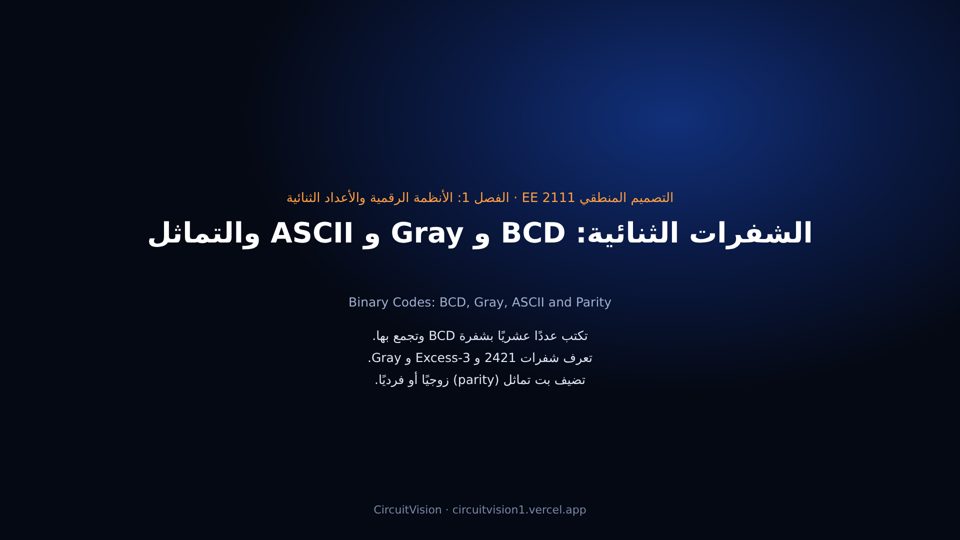 التصميم المنطقي EE 2111 · الفصل 1: الأنظمة الرقمية والأعداد الثنائية
الشفرات الثنائية: BCD و Gray و ASCII والتماثل
Binary Codes: BCD, Gray, ASCII and Parity
تكتب عددًا عشريًا بشفرة BCD وتجمع بها.
تعرف شفرات 2421 و Excess-3 و Gray.
تضيف بت تماثل (parity) زوجيًا أو فرديًا.
CircuitVision · circuitvision1.vercel.app